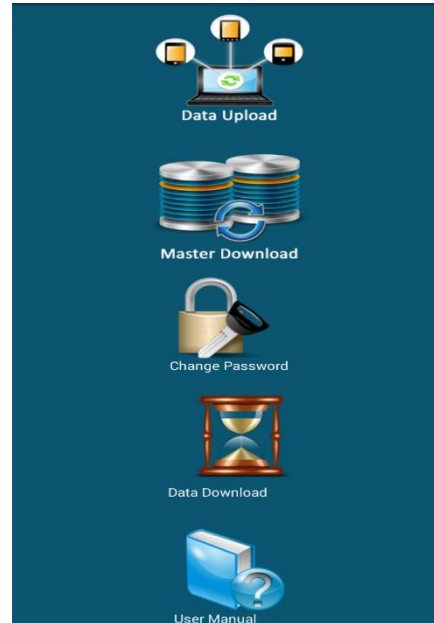 Data Upload
Master Download
Change Password
Data Download
User Manual